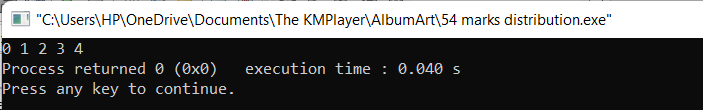 "C:\Users\HP\OneDrive\Documents\The KMPlayer\AlbumArt\54 marks distribution.exe"
0 1 2 3 4
Process returned 0 (0x0)   execution time : 0.040 s
Press any key to continue.